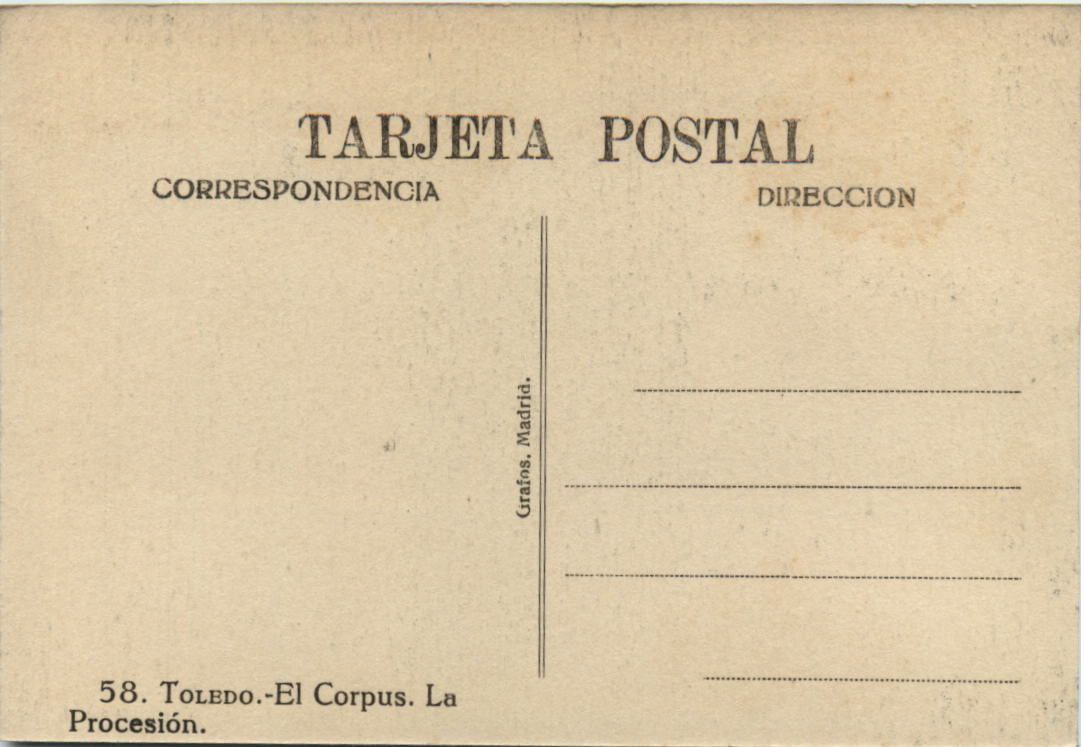 TARJETA POSTAL
CORRESPONDENCIA
DIRECCION
Grafos. Madrid.
58. TOLEDO.-El Corpus. La
Procesión.